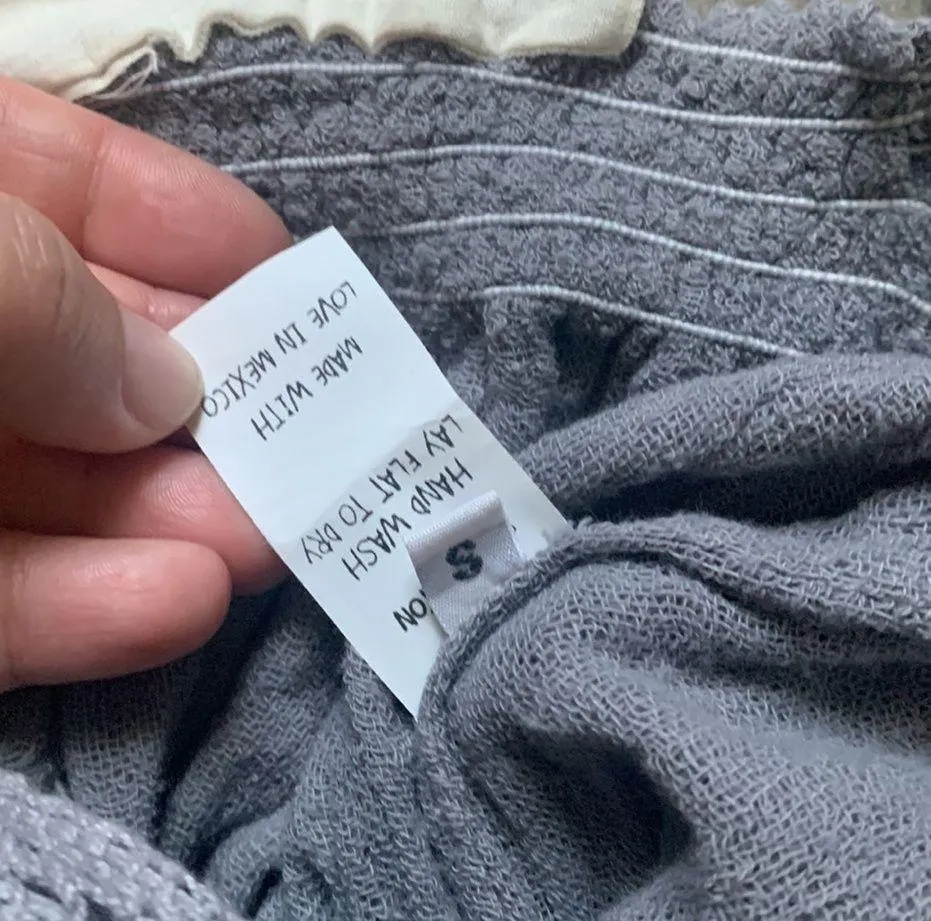 S
HAND WASH
LAY FLAT TO DRY
MADE WITH
LOVE IN MEXICO